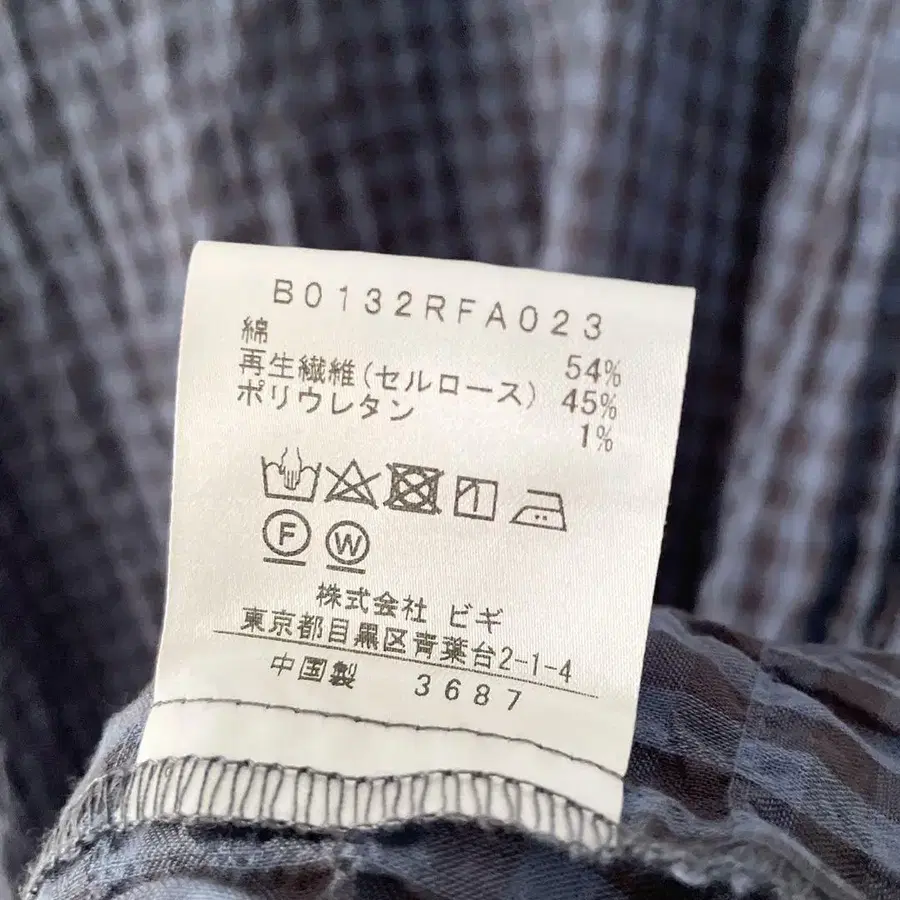 B0132RFA023
綿 54%
再生繊維(セルロース) 45%
ポリウレタン 1%
F W
株式会社 ビギ
東京都目黒区青葉台2-1-4
中国製 3687